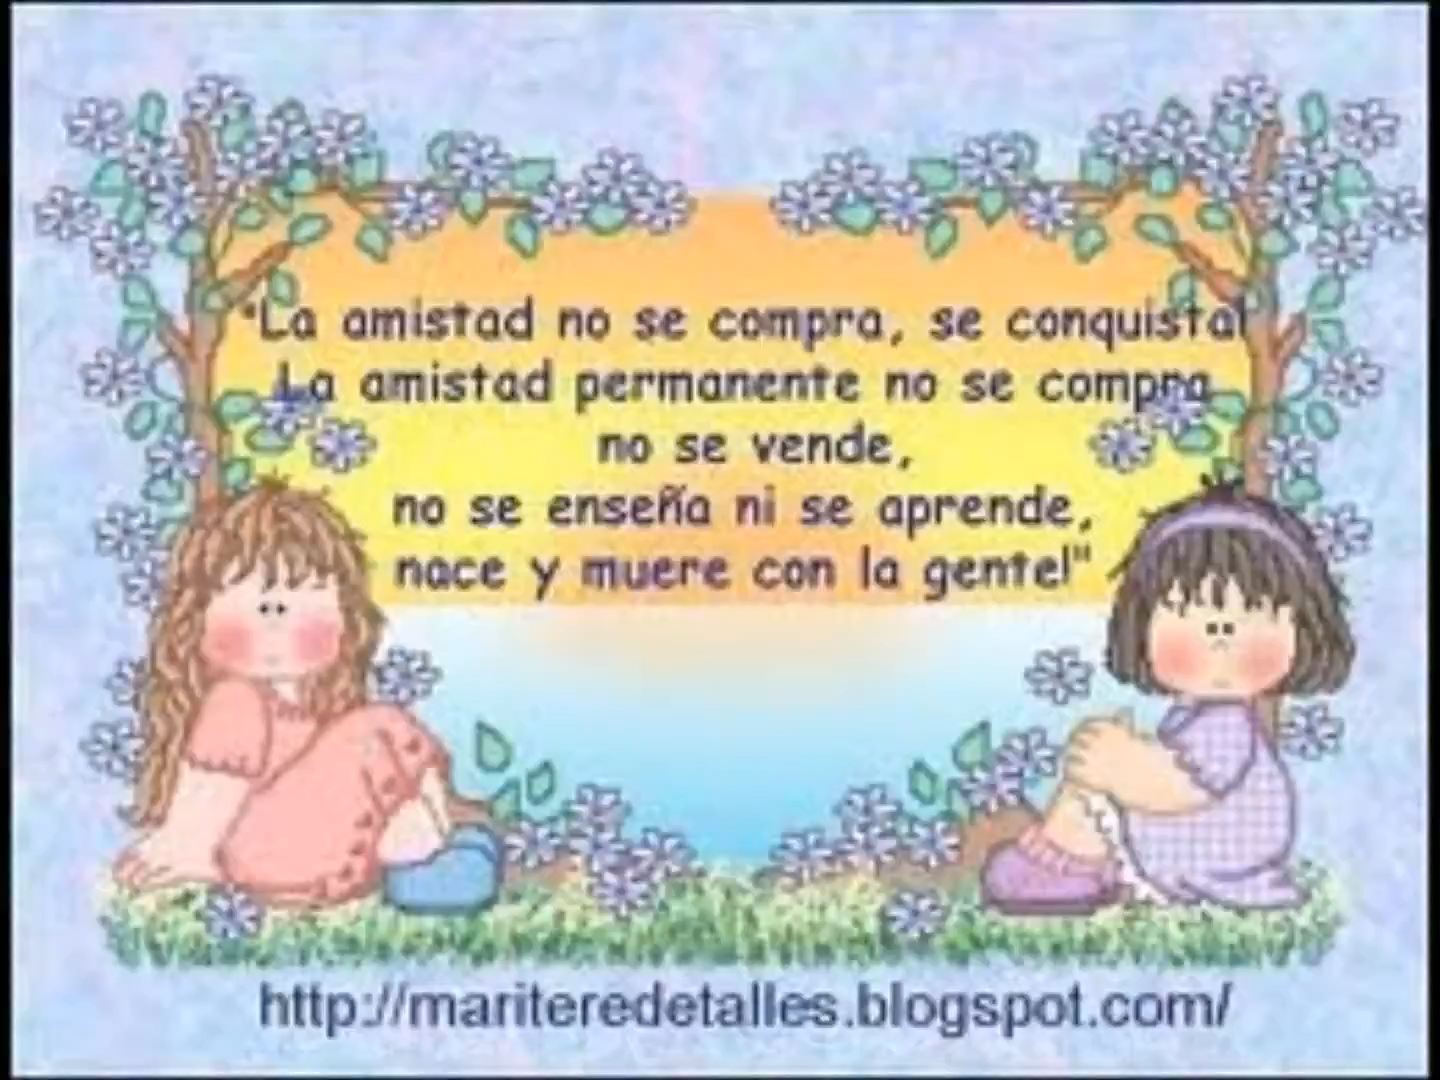 "La amistad no se compra, se conquista!
La amistad permanente no se compra
no se vende,
no se enseña ni se aprende,
nace y muere con la gente!"
http://mariteredetalles.blogspot.com/